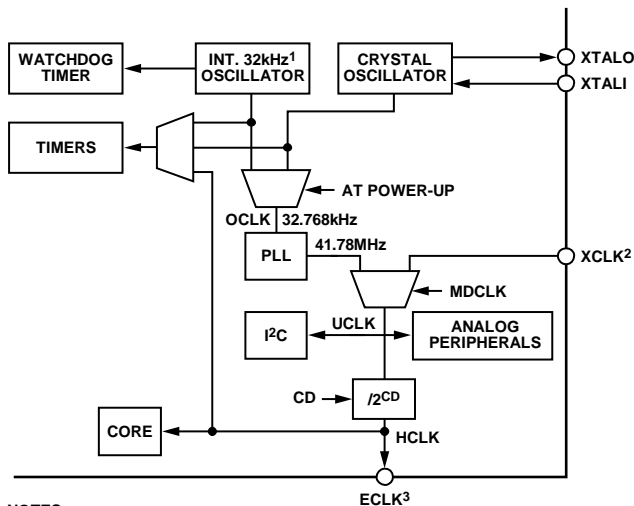 WATCHDOG
TIMER
INT. 32kHz¹
OSCILLATOR
CRYSTAL
OSCILLATOR
XTALO
XTALI
TIMERS
AT POWER-UP
OCLK 32.768kHz
PLL
41.78MHz
XCLK²
MDCLK
I²C
UCLK
ANALOG
PERIPHERALS
CD
/2ᶜᴰ
CORE
HCLK
ECLK³
NOTES